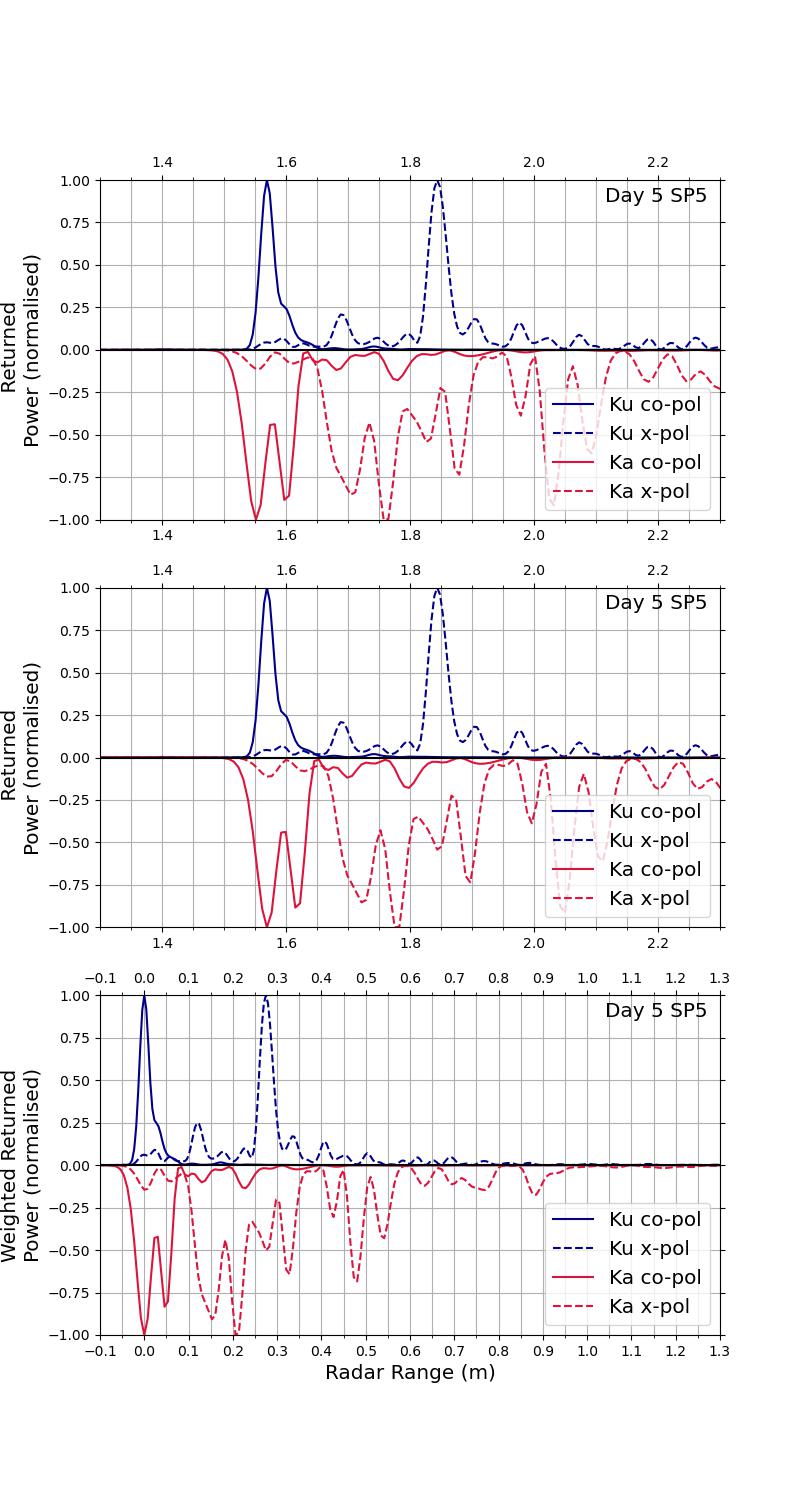 1.4 1.6 1.8 2.0 2.2
Day 5 SP5
1.00
0.75
0.50
0.25
0.00
−0.25
−0.50
−0.75
−1.00
Returned
Power (normalised)
Ku co-pol
Ku x-pol
Ka co-pol
Ka x-pol
1.4 1.6 1.8 2.0 2.2
1.4 1.6 1.8 2.0 2.2
Day 5 SP5
1.00
0.75
0.50
0.25
0.00
−0.25
−0.50
−0.75
−1.00
Returned
Power (normalised)
Ku co-pol
Ku x-pol
Ka co-pol
Ka x-pol
1.4 1.6 1.8 2.0 2.2
−0.1 0.0 0.1 0.2 0.3 0.4 0.5 0.6 0.7 0.8 0.9 1.0 1.1 1.2 1.3
Day 5 SP5
1.00
0.75
0.50
0.25
0.00
−0.25
−0.50
−0.75
−1.00
Weighted Returned
Power (normalised)
Ku co-pol
Ku x-pol
Ka co-pol
Ka x-pol
−0.1 0.0 0.1 0.2 0.3 0.4 0.5 0.6 0.7 0.8 0.9 1.0 1.1 1.2 1.3
Radar Range (m)